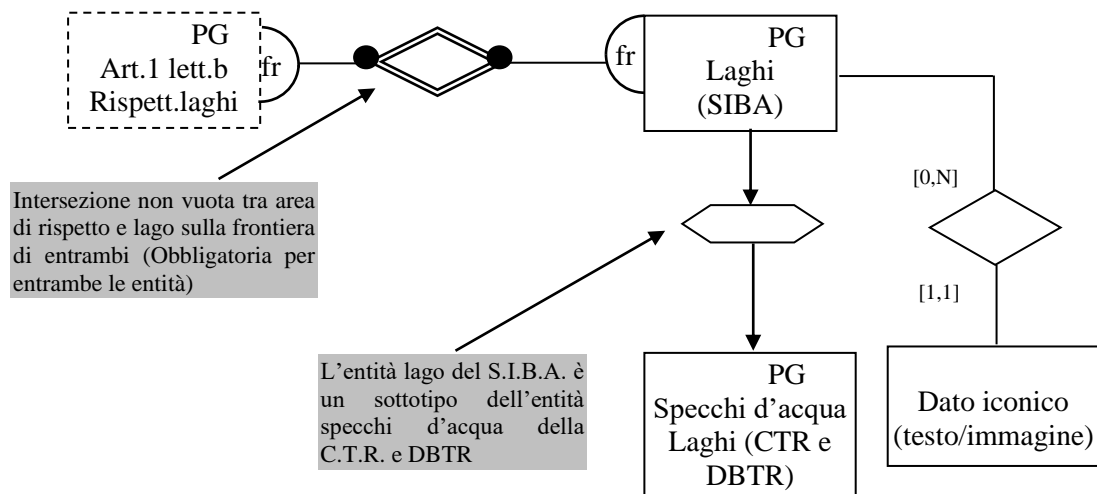 PG
Art.1 lett.b
Rispett.laghi
fr
fr
PG
Laghi
(SIBA)
Intersezione non vuota tra area
di rispetto e lago sulla frontiera
di entrambi (Obbligatoria per
entrambe le entità)
[0,N]
[1,1]
L’entità lago del S.I.B.A. è
un sottotipo dell’entità
specchi d’acqua della
C.T.R. e DBTR
PG
Specchi d’acqua
Laghi (CTR e
DBTR)
Dato iconico
(testo/immagine)